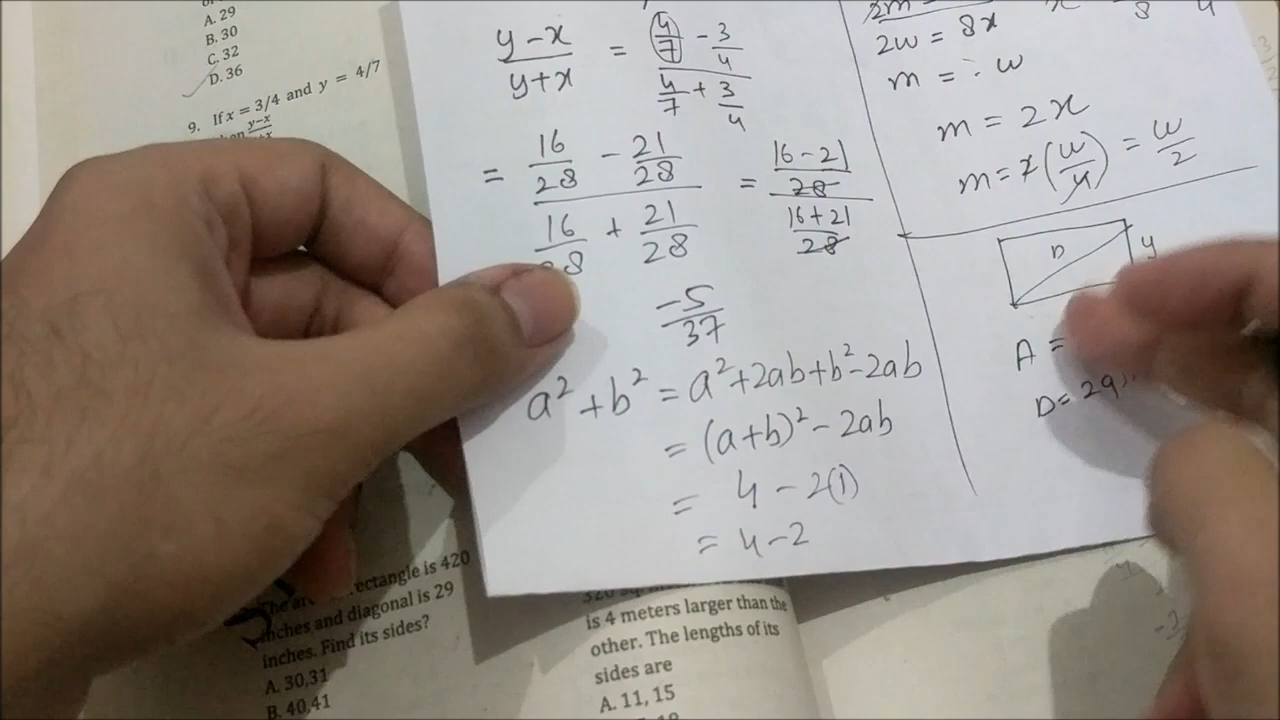 A. 29
B. 30
C. 32
D. 36
9. If x = 3/4 and y = 4/7
y−x
y−x / y+x = (4/7 − 3/4) / (4/7 + 3/4)
= (16/28 − 21/28) / (16/28 + 21/28) = ((16−21)/28) / ((16+21)/28)
−5/37
a² + b² = a² + 2ab + b² − 2ab
= (a+b)² − 2ab
= 4 − 2(1)
= 4 − 2
2w = 8x
m = w
m = 2x
m = (w/4) = w/2
D
y
A =
D = 29
rectangle is 420
inches and diagonal is 29
inches. Find its sides?
A. 30,31
B. 40,41
is 4 meters larger than the
other. The lengths of its
sides are
A. 11, 15